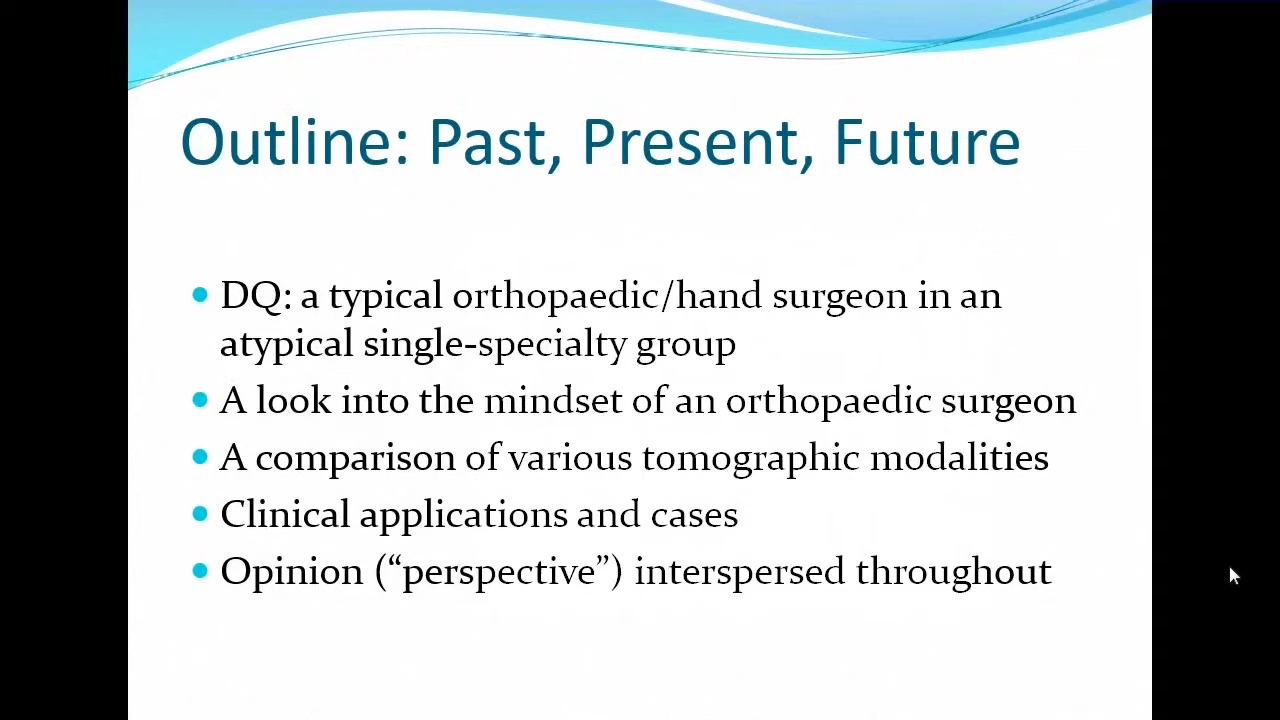 Outline: Past, Present, Future
• DQ: a typical orthopaedic/hand surgeon in an
atypical single-specialty group
• A look into the mindset of an orthopaedic surgeon
• A comparison of various tomographic modalities
• Clinical applications and cases
• Opinion (“perspective”) interspersed throughout